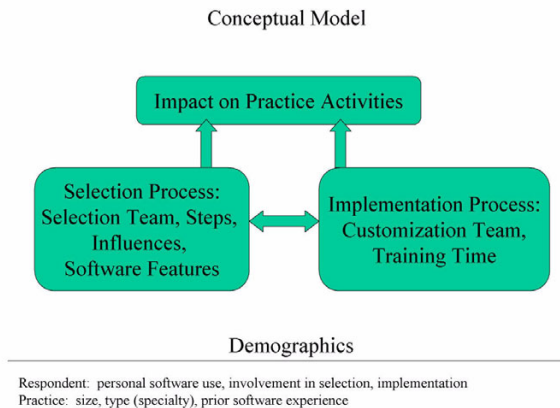 Conceptual Model
Impact on Practice Activities
Selection Process:
Selection Team, Steps,
Influences,
Software Features
Implementation Process:
Customization Team,
Training Time
Demographics
Respondent: personal software use, involvement in selection, implementation
Practice: size, type (specialty), prior software experience